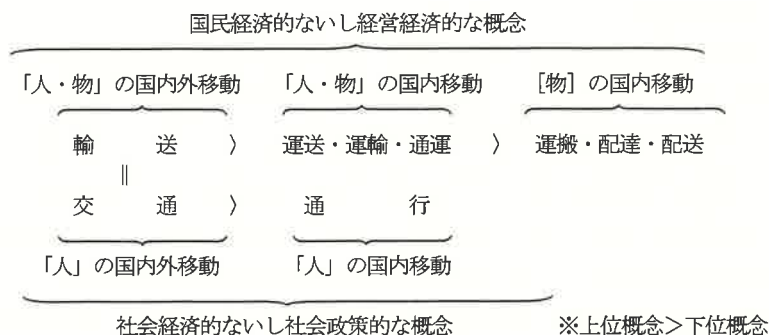 国民経済的ないし経営経済的な概念
「人・物」の国内外移動 「人・物」の国内移動 [物]の国内移動
輸 送 〉 運送・運輸・通運 〉 運搬・配達・配送
‖
交 通 〉 通 行
「人」の国内外移動 「人」の国内移動
社会経済的ないし社会政策的な概念 ※上位概念＞下位概念